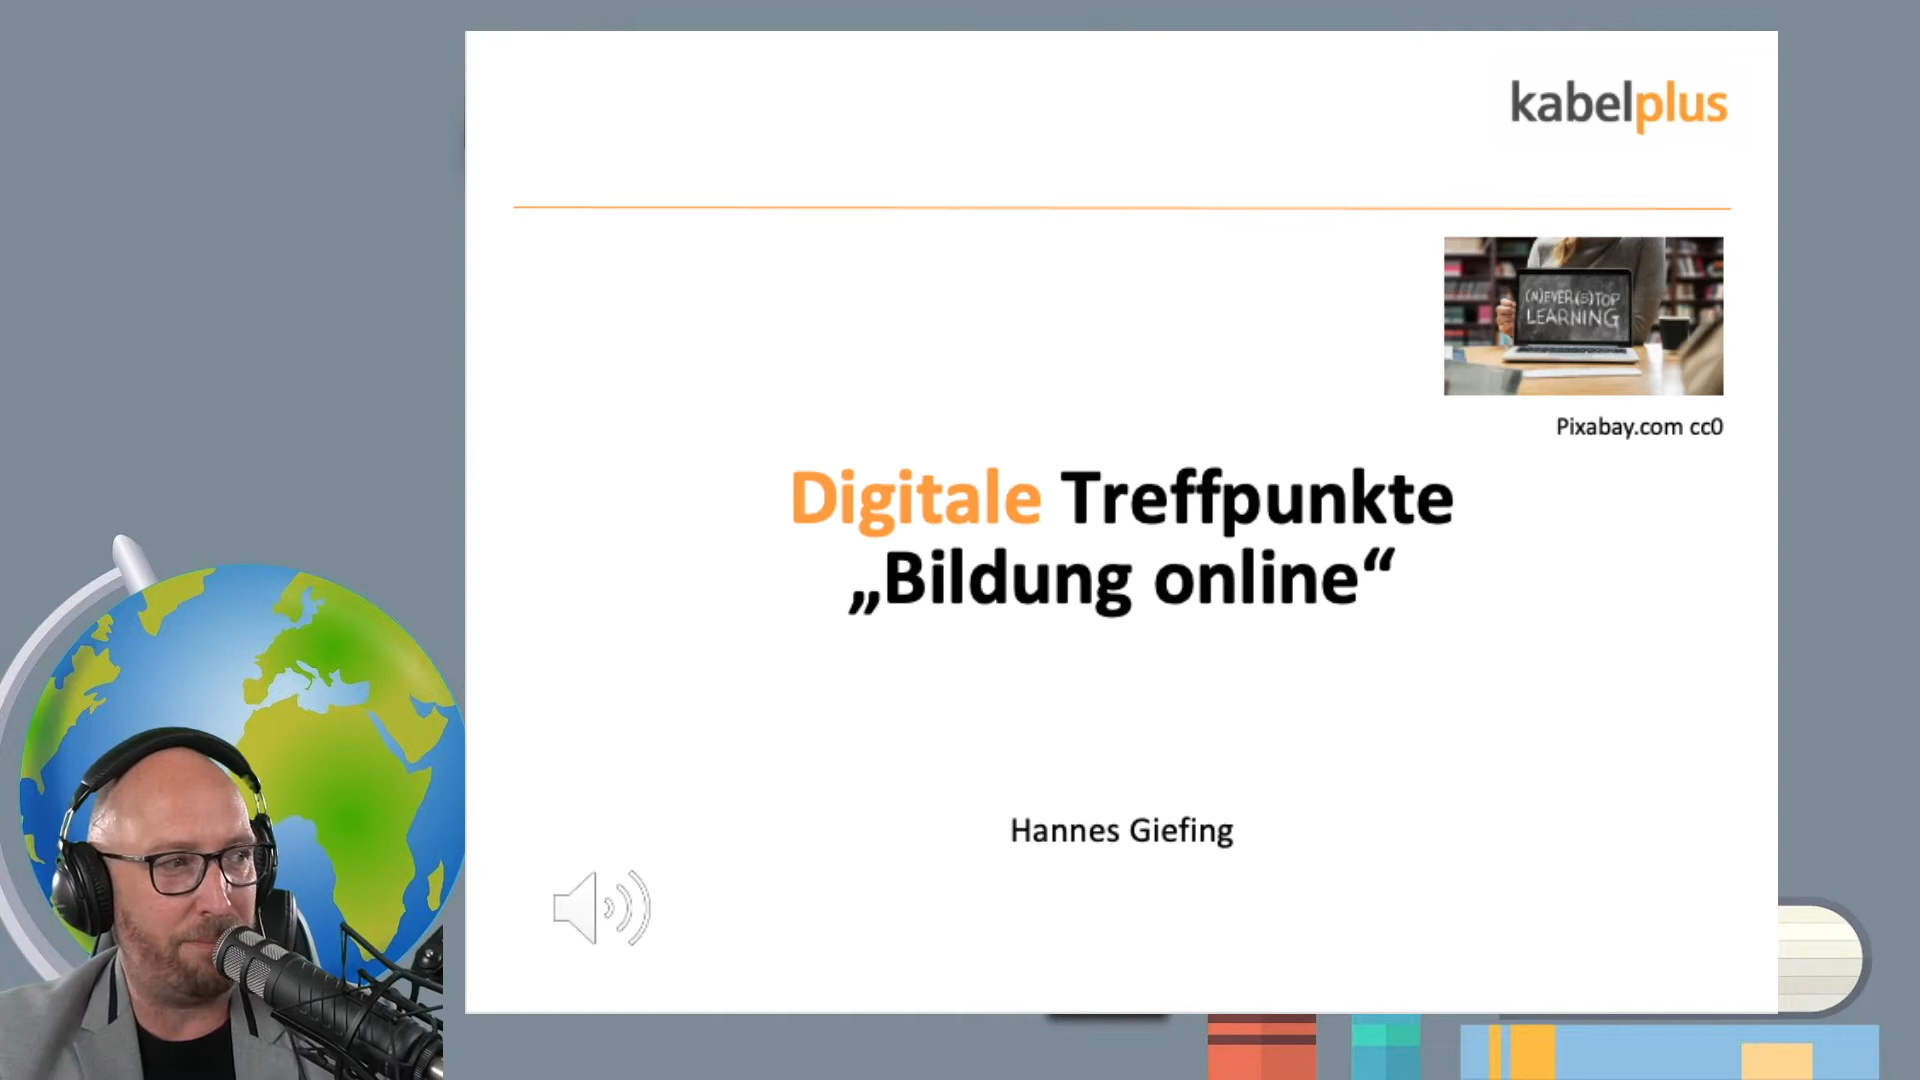 kabelplus
(N)EVER (S)TOP
LEARNING
Pixabay.com cc0
Digitale Treffpunkte
„Bildung online“
Hannes Giefing